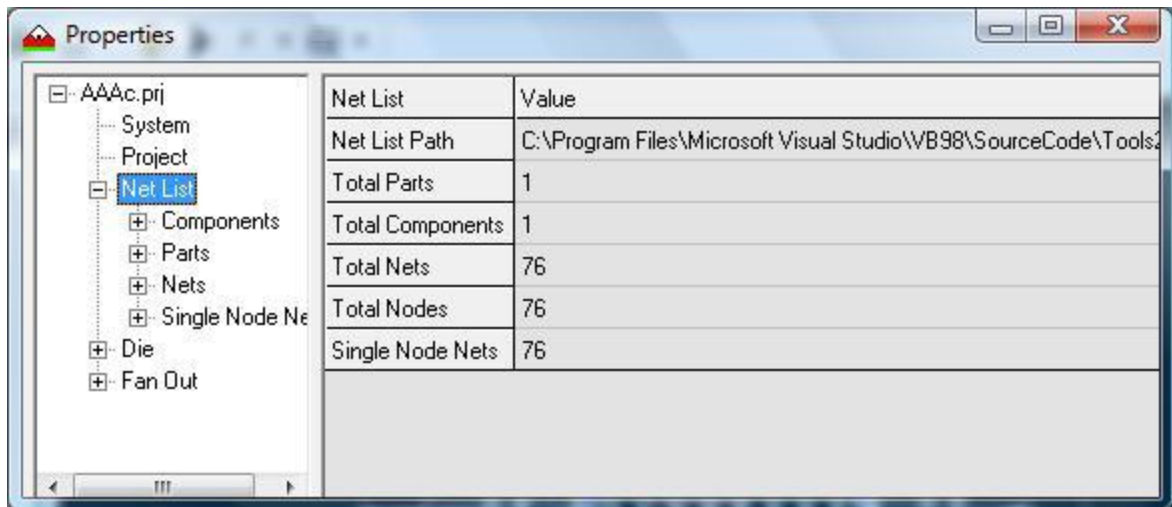 Properties
AAAc.prj
System
Project
Net List
Components
Parts
Nets
Single Node Ne
Die
Fan Out
Net List Value
Net List Path C:\Program Files\Microsoft Visual Studio\VB98\SourceCode\Tools
Total Parts 1
Total Components 1
Total Nets 76
Total Nodes 76
Single Node Nets 76